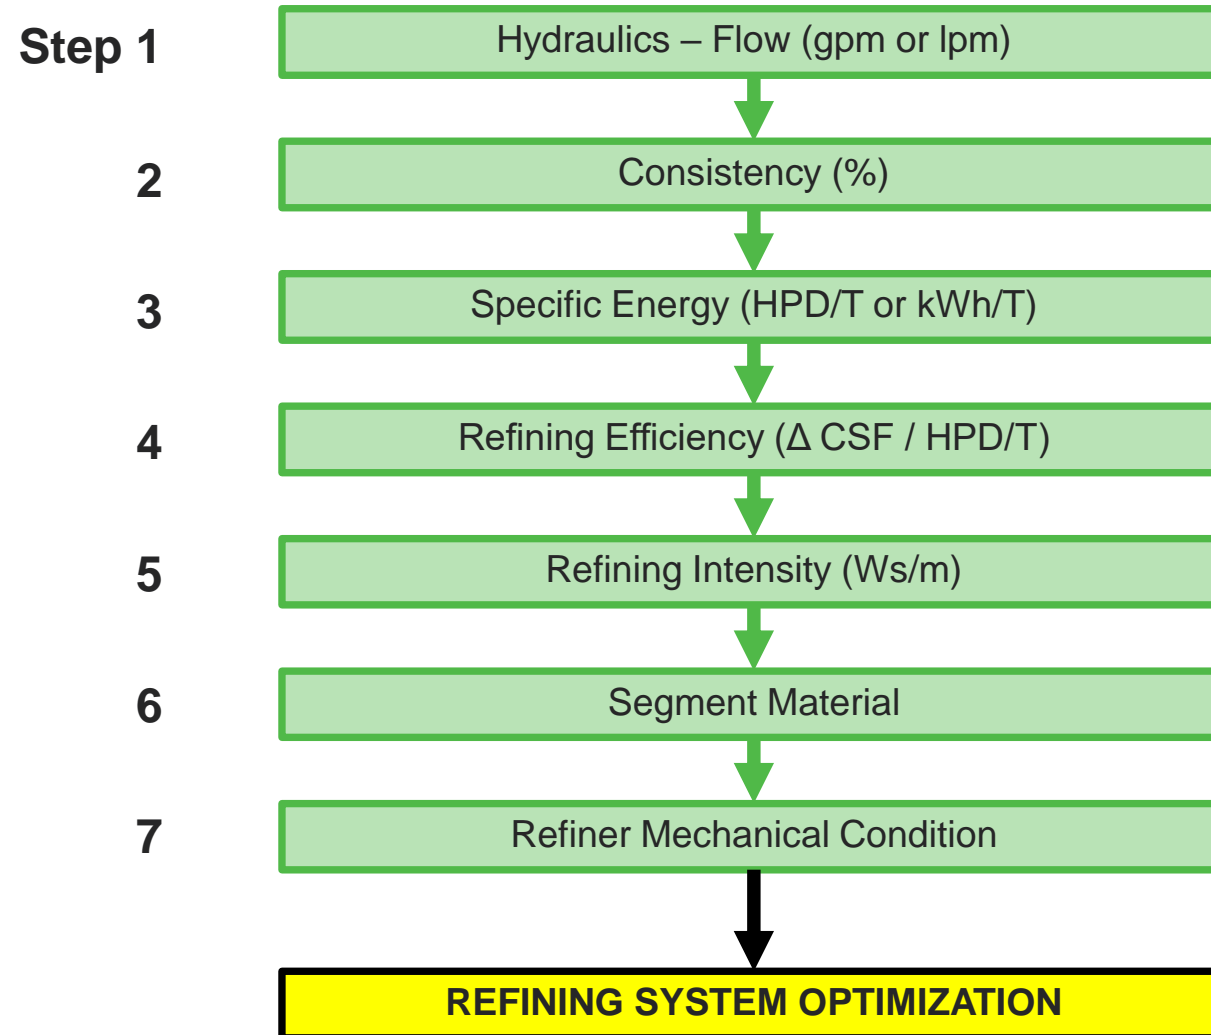 Step 1 Hydraulics – Flow (gpm or lpm)
2 Consistency (%)
3 Specific Energy (HPD/T or kWh/T)
4 Refining Efficiency (Δ CSF / HPD/T)
5 Refining Intensity (Ws/m)
6 Segment Material
7 Refiner Mechanical Condition
REFINING SYSTEM OPTIMIZATION